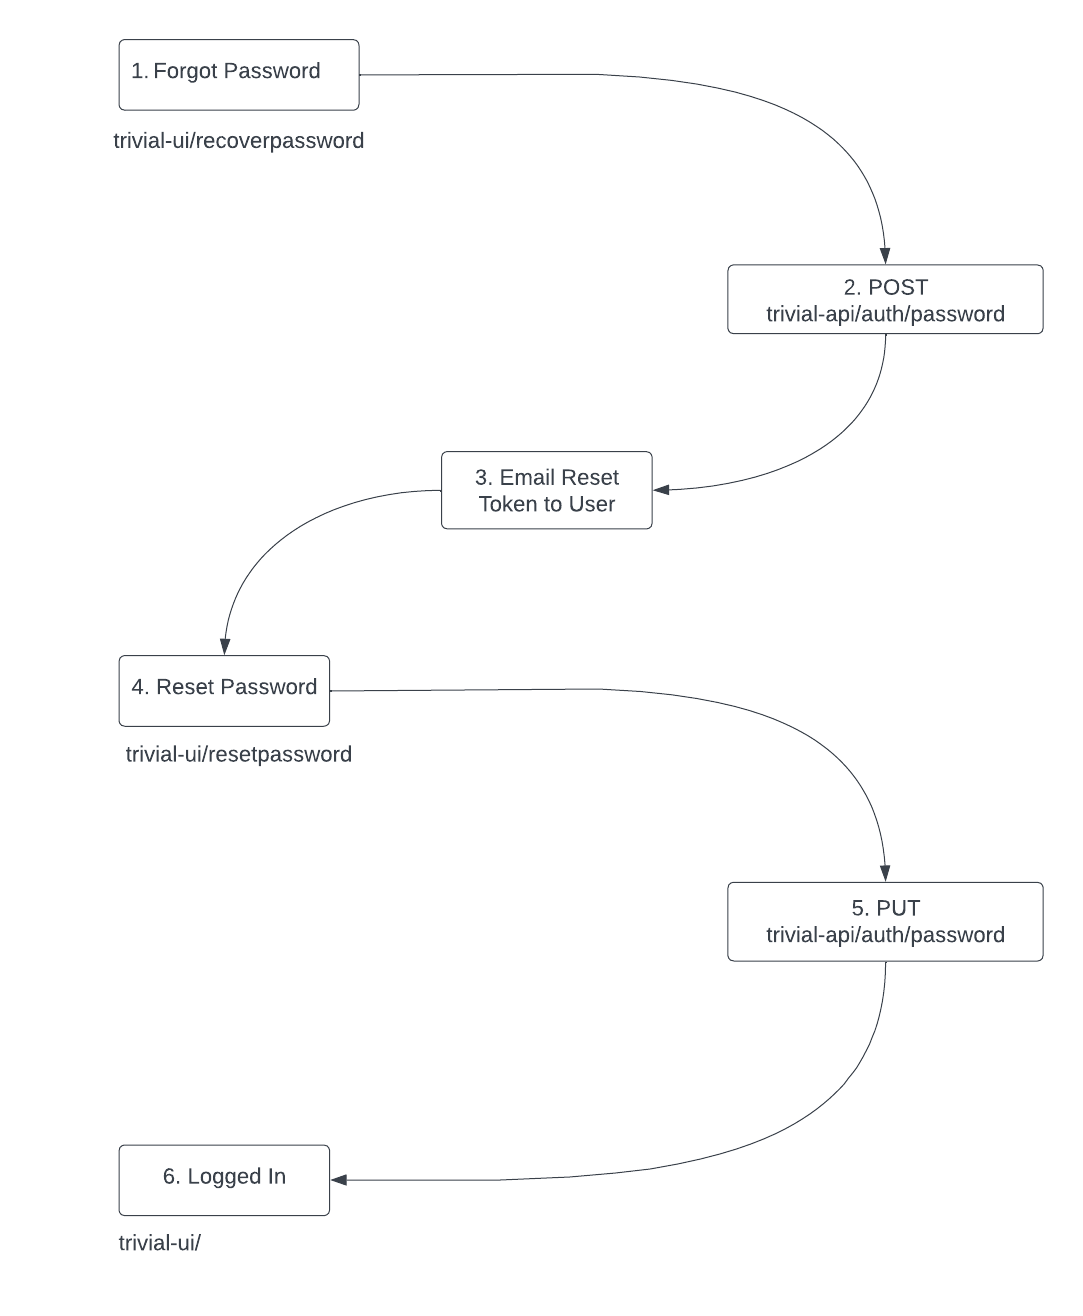 1. Forgot Password
trivial-ui/recoverpassword
2. POST
trivial-api/auth/password
3. Email Reset
Token to User
4. Reset Password
trivial-ui/resetpassword
5. PUT
trivial-api/auth/password
6. Logged In
trivial-ui/